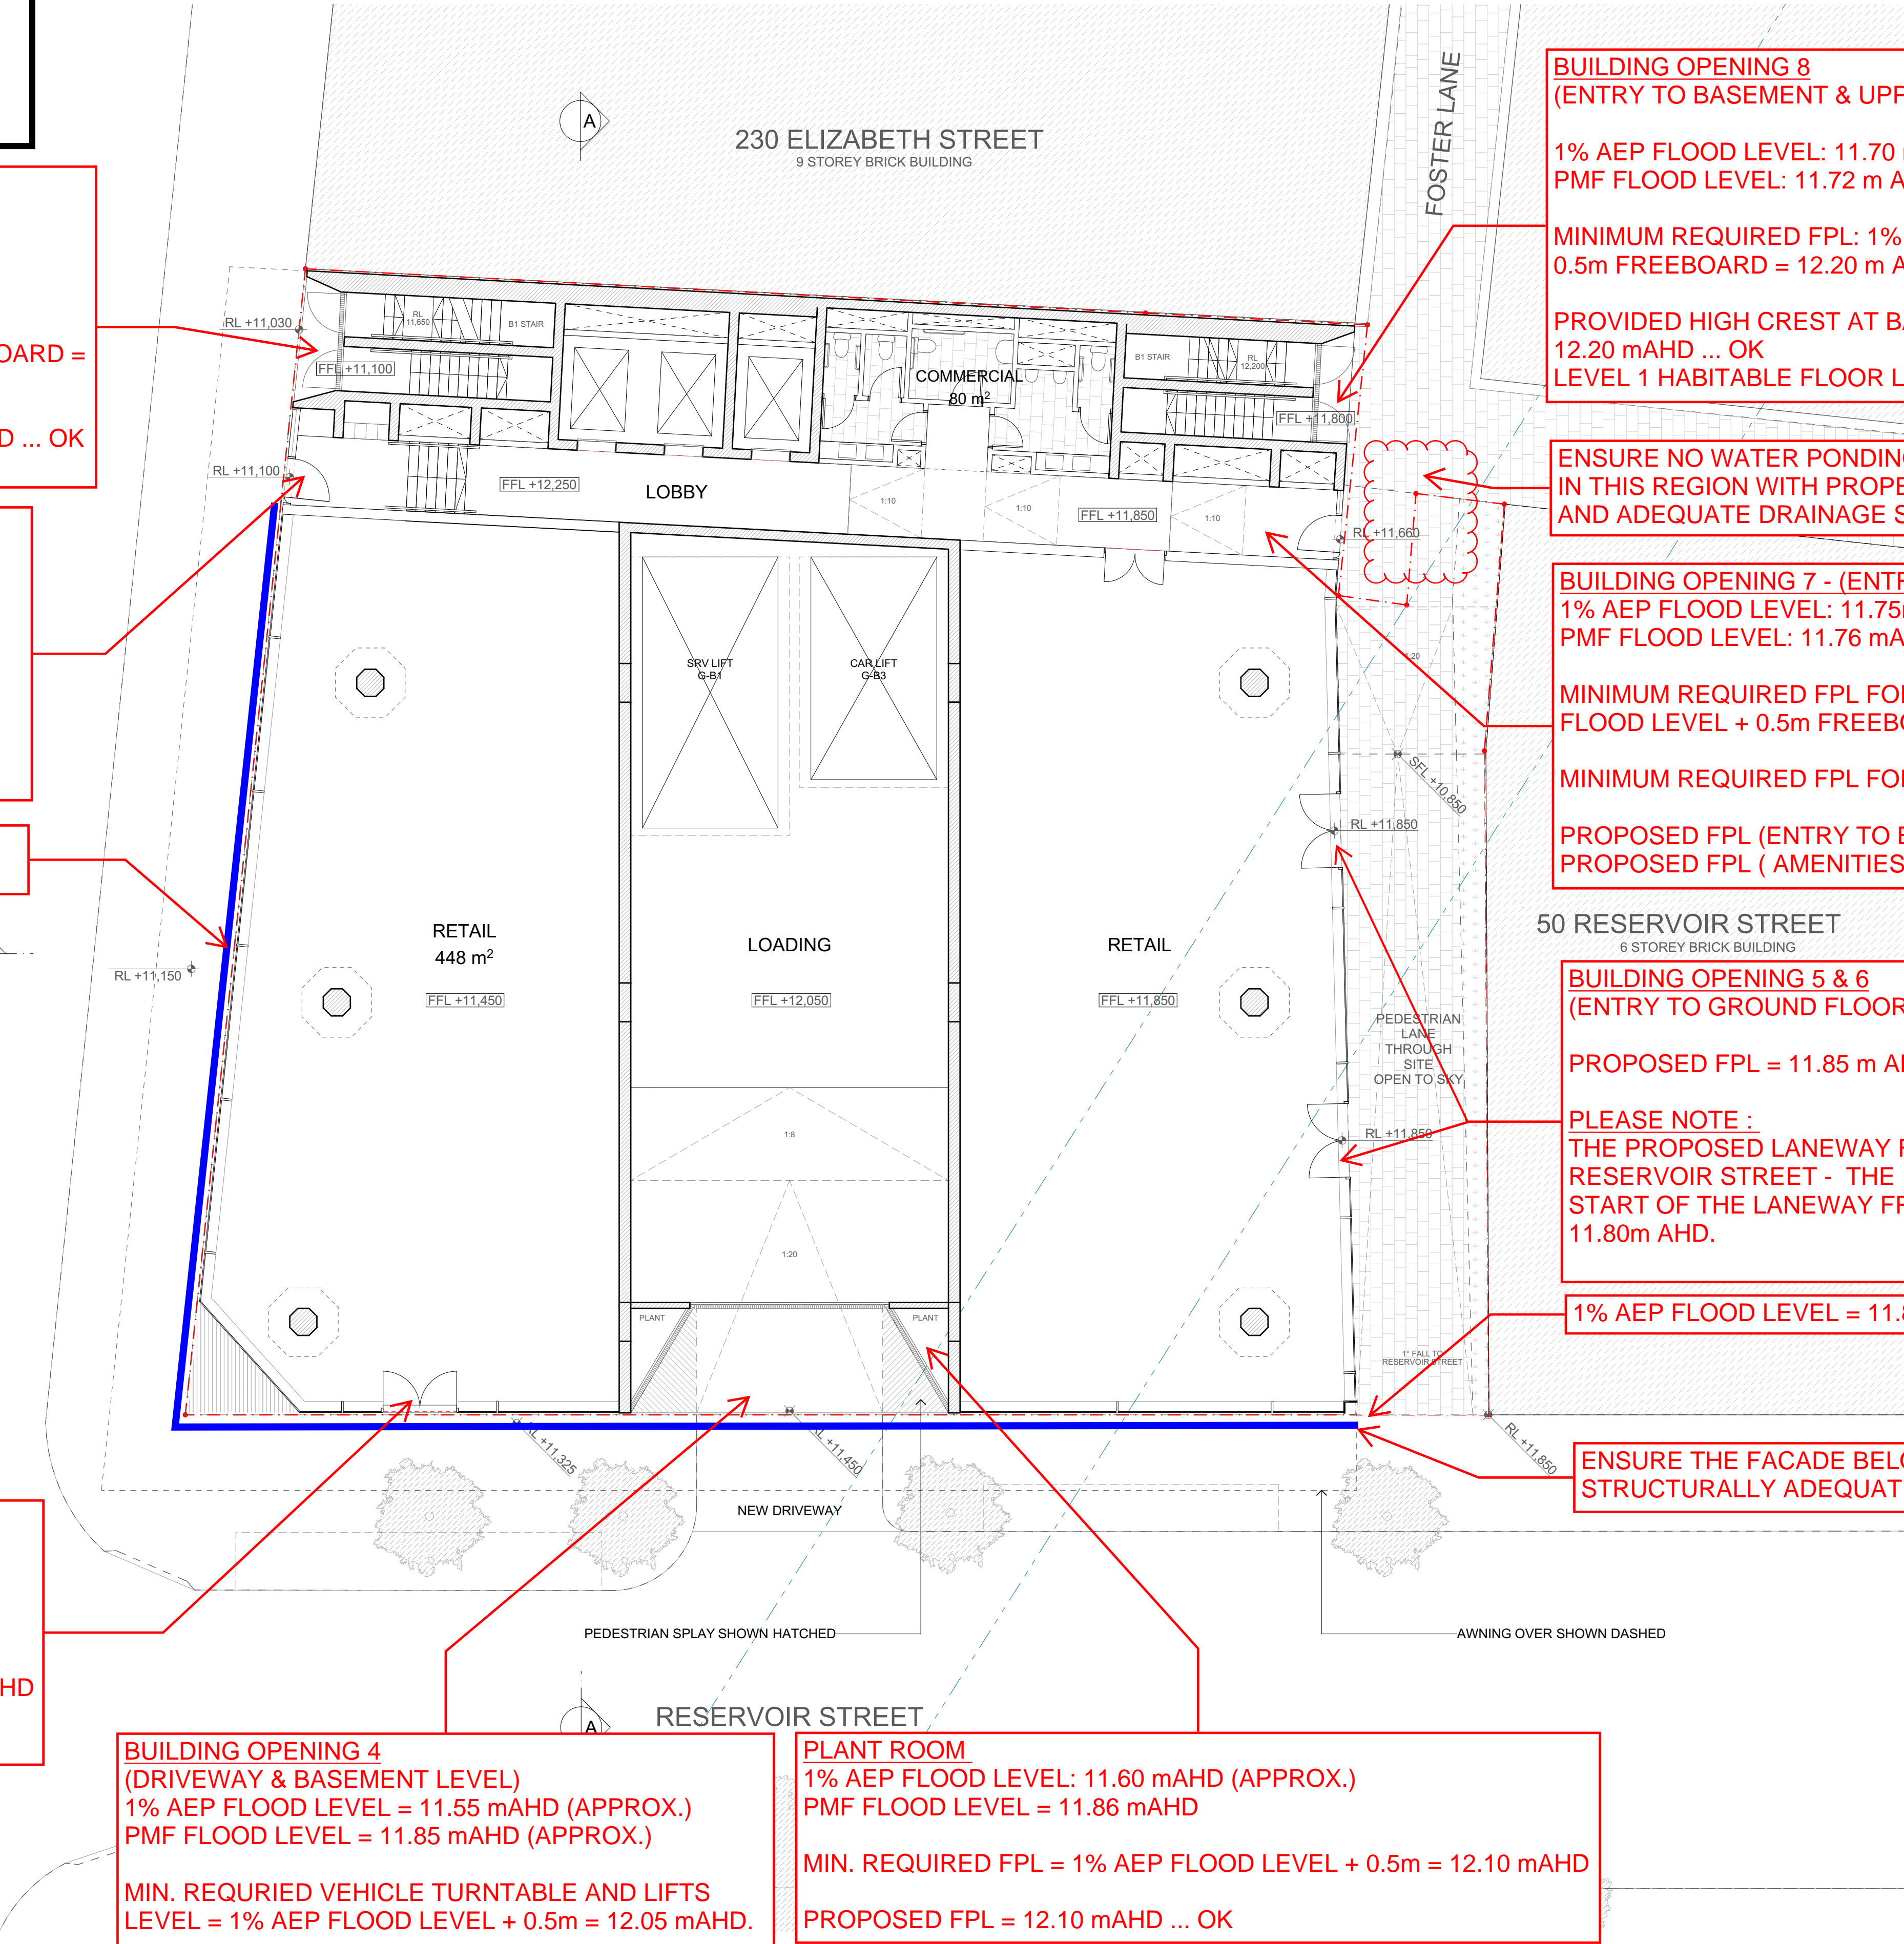 230 ELIZABETH STREET
9 STOREY BRICK BUILDING
A
FOSTER LANE
BUILDING OPENING 8
(ENTRY TO BASEMENT & UPP
1% AEP FLOOD LEVEL: 11.70
PMF FLOOD LEVEL: 11.72 m A
MINIMUM REQUIRED FPL: 1%
0.5m FREEBOARD = 12.20 m A
PROVIDED HIGH CREST AT BA
12.20 mAHD ... OK
LEVEL 1 HABITABLE FLOOR L
OARD =
D ... OK
RL +11,030
RL
11,650
B1 STAIR
FFL +11,100
RL +11,100
FFL +12,250
LOBBY
COMMERCIAL
80 m²
B1 STAIR
RL
12,200
FFL +11,800
1:10
1:10
FFL +11,850
1:10
RL +11,660
ENSURE NO WATER PONDING
IN THIS REGION WITH PROPE
AND ADEQUATE DRAINAGE S
BUILDING OPENING 7 - (ENTR
1% AEP FLOOD LEVEL: 11.75
PMF FLOOD LEVEL: 11.76 mA
MINIMUM REQUIRED FPL FO
FLOOD LEVEL + 0.5m FREEBO
MINIMUM REQUIRED FPL FO
PROPOSED FPL (ENTRY TO B
PROPOSED FPL ( AMENITIES
SRV LIFT
G-B1
CAR LIFT
G-B3
1:20
SFL +10,850
RL +11,850
RETAIL
448 m²
FFL +11,450
LOADING
FFL +12,050
RETAIL
FFL +11,850
RL +11,150
50 RESERVOIR STREET
6 STOREY BRICK BUILDING
PEDESTRIAN
LANE
THROUGH
SITE
OPEN TO SKY
RL +11,850
BUILDING OPENING 5 & 6
(ENTRY TO GROUND FLOOR
PROPOSED FPL = 11.85 m A
PLEASE NOTE :
THE PROPOSED LANEWAY F
RESERVOIR STREET - THE
START OF THE LANEWAY FR
11.80m AHD.
1:8
1:20
PLANT
PLANT
1° FALL TO
RESERVOIR STREET
1% AEP FLOOD LEVEL = 11.
RL +11,325
RL +11,450
RL +11,850
ENSURE THE FACADE BELO
STRUCTURALLY ADEQUAT
NEW DRIVEWAY
PEDESTRIAN SPLAY SHOWN HATCHED
AWNING OVER SHOWN DASHED
HD
A
RESERVOIR STREET
BUILDING OPENING 4
(DRIVEWAY & BASEMENT LEVEL)
1% AEP FLOOD LEVEL = 11.55 mAHD (APPROX.)
PMF FLOOD LEVEL = 11.85 mAHD (APPROX.)
MIN. REQURIED VEHICLE TURNTABLE AND LIFTS
LEVEL = 1% AEP FLOOD LEVEL + 0.5m = 12.05 mAHD.
PLANT ROOM
1% AEP FLOOD LEVEL: 11.60 mAHD (APPROX.)
PMF FLOOD LEVEL = 11.86 mAHD
MIN. REQUIRED FPL = 1% AEP FLOOD LEVEL + 0.5m = 12.10 mAHD
PROPOSED FPL = 12.10 mAHD ... OK